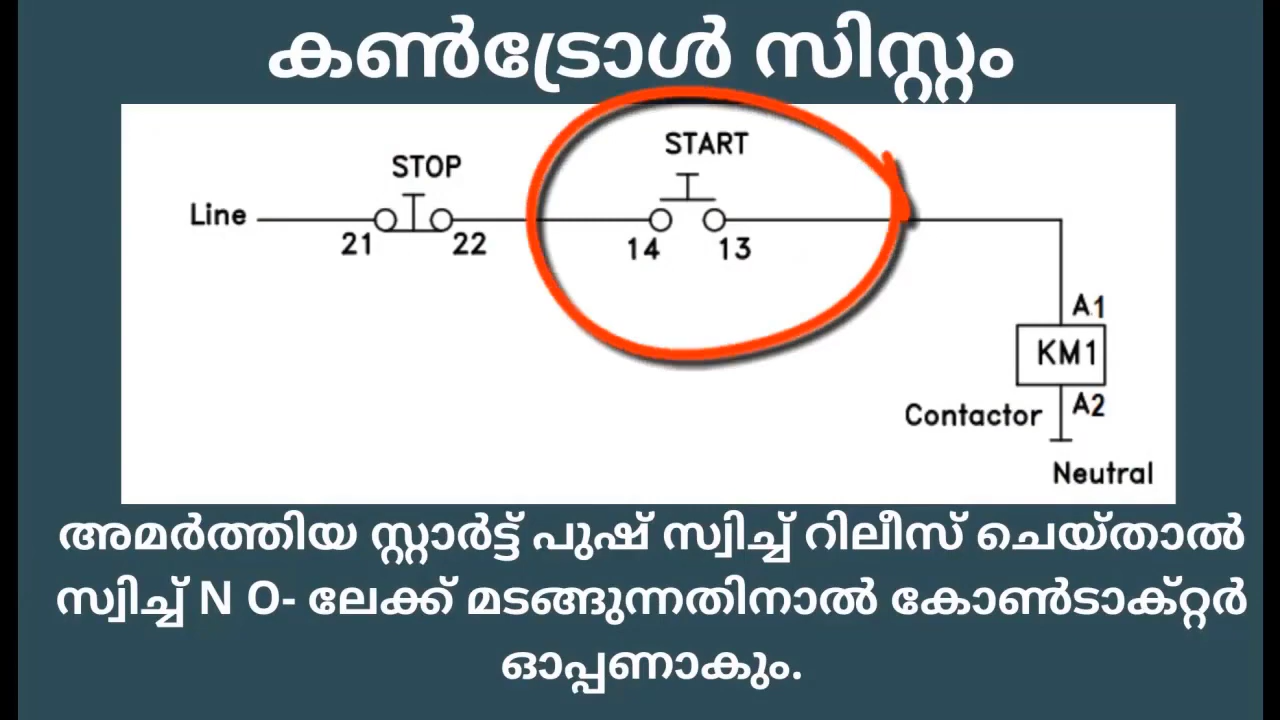 കൺട്രോൾ സിസ്റ്റം
START
STOP
Line
21 22
14 13
A1
KM1
A2
Contactor
Neutral
അമർത്തിയ സ്റ്റാർട്ട് പുഷ് സ്വിച്ച് റിലീസ് ചെയ്താൽ
സ്വിച്ച് N O- ലേക്ക് മടങ്ങുന്നതിനാൽ കോൺടാക്റ്റർ
ഓപ്പണാകും.